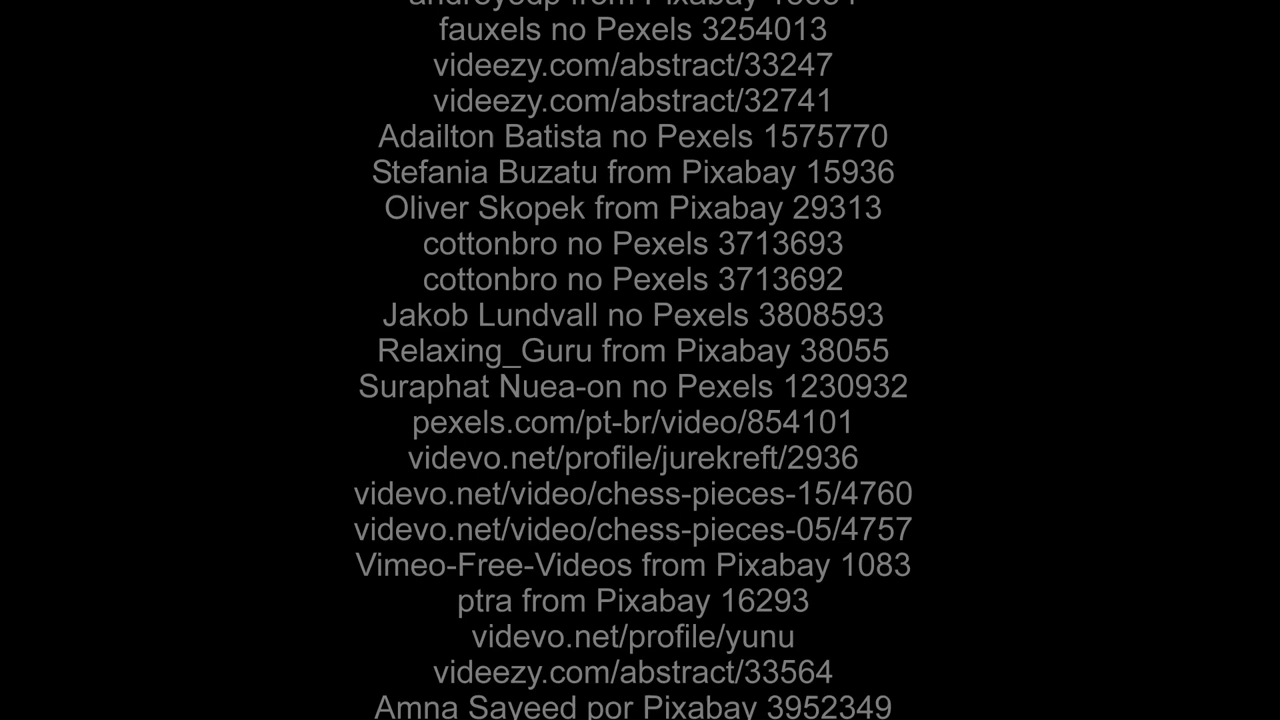 from Pixabay
fauxels no Pexels 3254013
videezy.com/abstract/33247
videezy.com/abstract/32741
Adailton Batista no Pexels 1575770
Stefania Buzatu from Pixabay 15936
Oliver Skopek from Pixabay 29313
cottonbro no Pexels 3713693
cottonbro no Pexels 3713692
Jakob Lundvall no Pexels 3808593
Relaxing_Guru from Pixabay 38055
Suraphat Nuea-on no Pexels 1230932
pexels.com/pt-br/video/854101
videvo.net/profile/jurekreft/2936
videvo.net/video/chess-pieces-15/4760
videvo.net/video/chess-pieces-05/4757
Vimeo-Free-Videos from Pixabay 1083
ptra from Pixabay 16293
videvo.net/profile/yunu
videezy.com/abstract/33564
Amna Sayeed por Pixabay 3952349